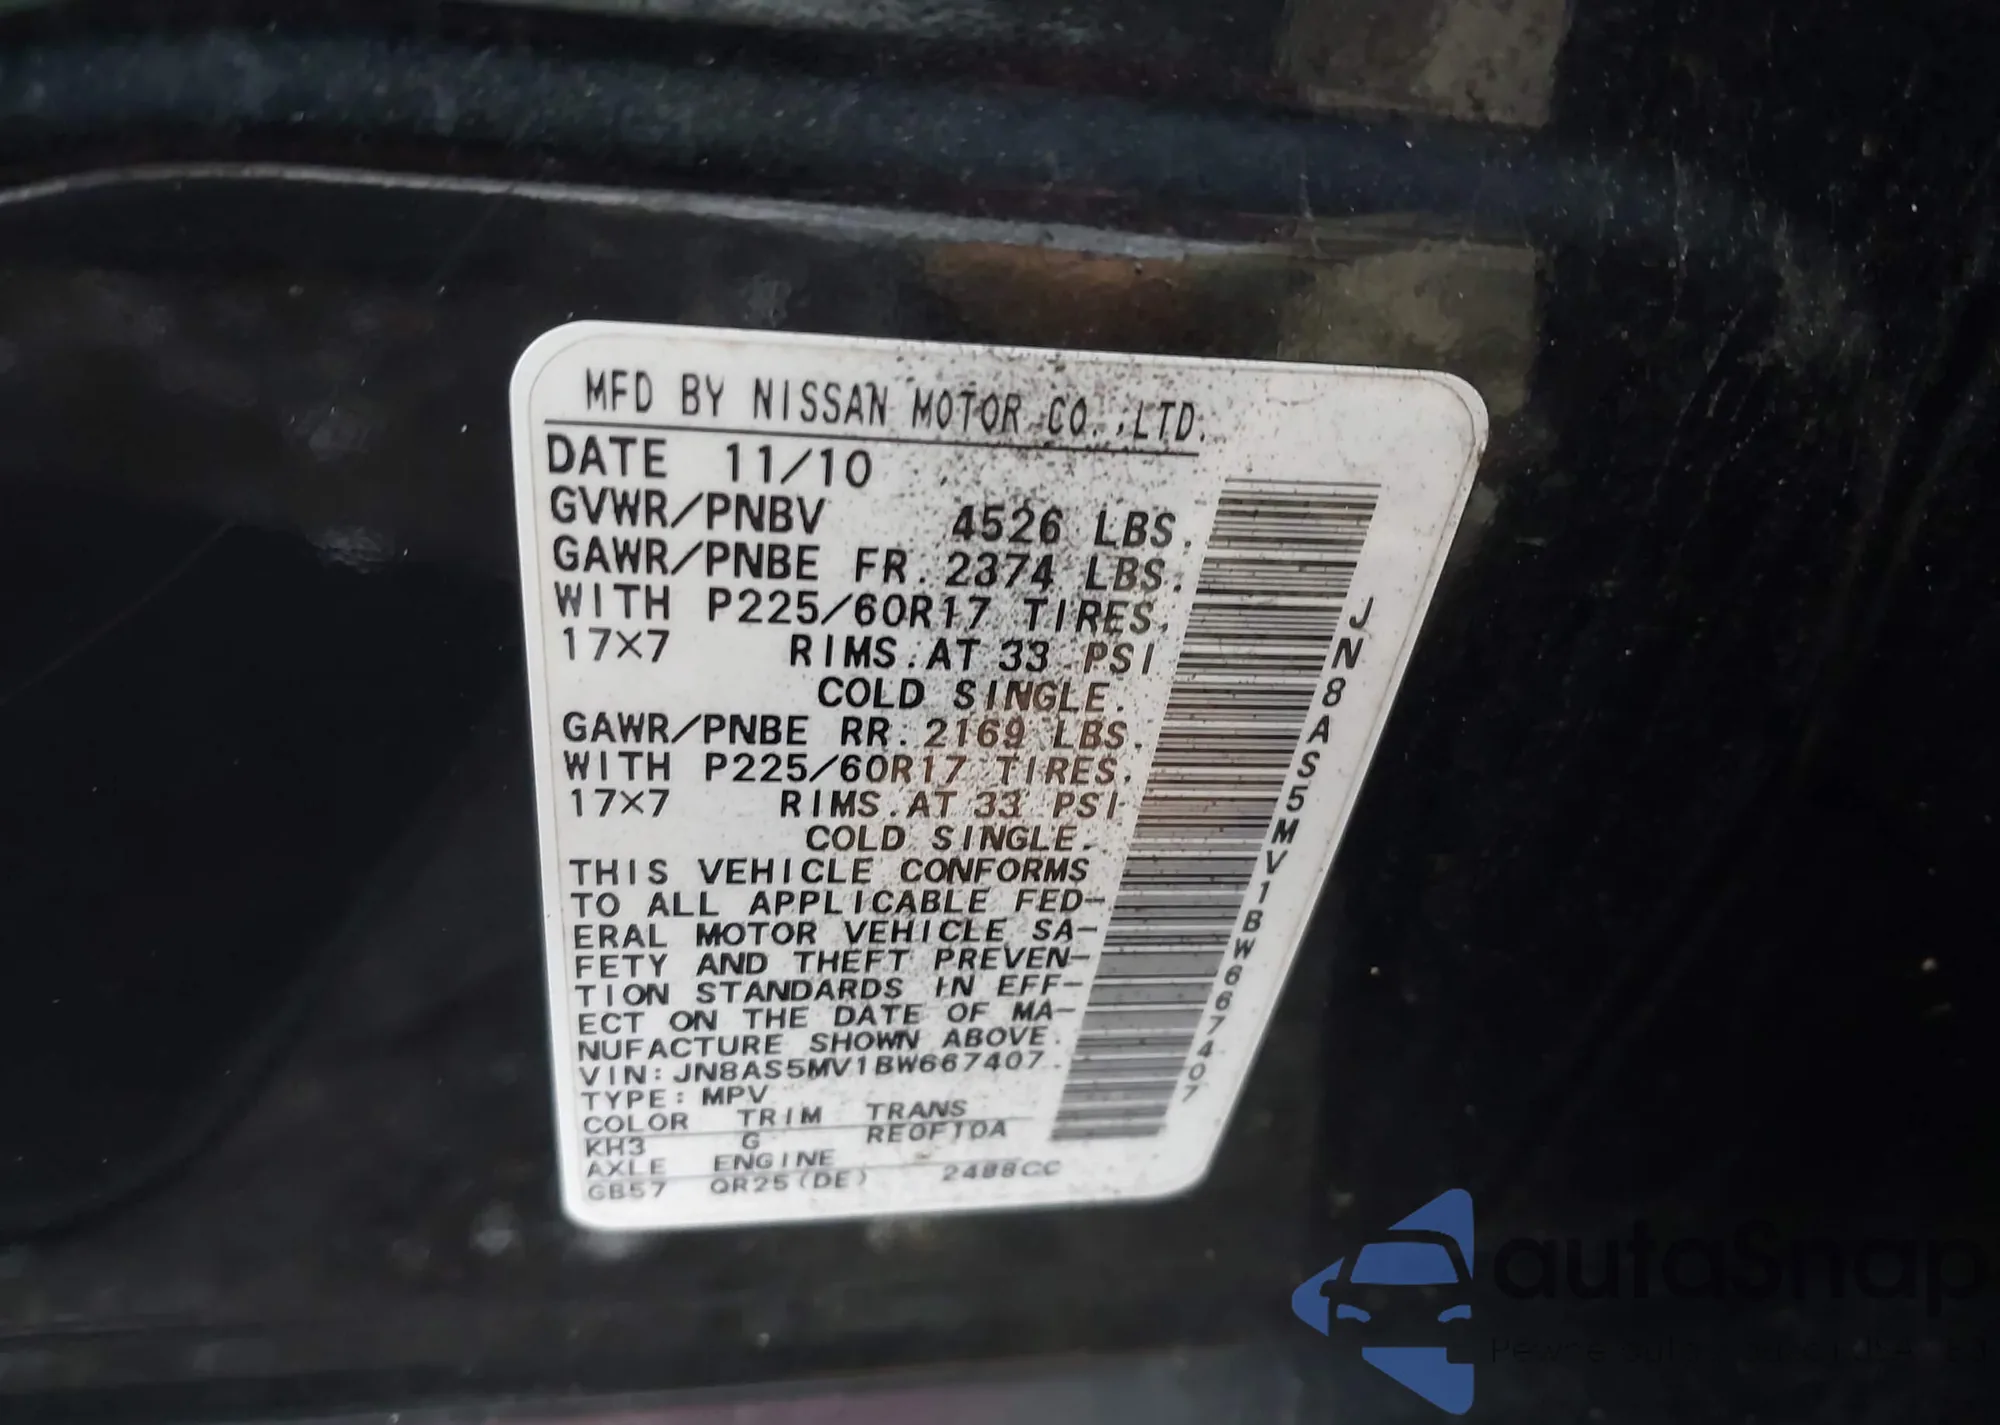 MFD BY NISSAN MOTOR CO.,LTD.
DATE 11/10
GVWR/PNBV 4526 LBS.
GAWR/PNBE FR. 2374 LBS.
WITH P225/60R17 TIRES,
17×7 RIMS.AT 33 PSI
COLD SINGLE.
GAWR/PNBE RR. 2169 LBS.
WITH P225/60R17 TIRES,
17×7 RIMS.AT 33 PSI
COLD SINGLE.
THIS VEHICLE CONFORMS
TO ALL APPLICABLE FED-
ERAL MOTOR VEHICLE SA-
FETY AND THEFT PREVEN-
TION STANDARDS IN EFF-
ECT ON THE DATE OF MA-
NUFACTURE SHOWN ABOVE.
VIN:JN8AS5MV1BW667407
TYPE:MPV
COLOR TRIM TRANS
KH3 G RE0F10A
AXLE ENGINE
GB57 QR25(DE) 2488CC
JN8AS5MV1BW667407
autaSnap